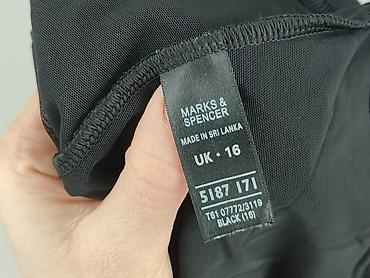 MARKS &
SPENCER
MADE IN SRI LANKA
UK • 16
5187 171
T61 07772/3119
BLACK (16)